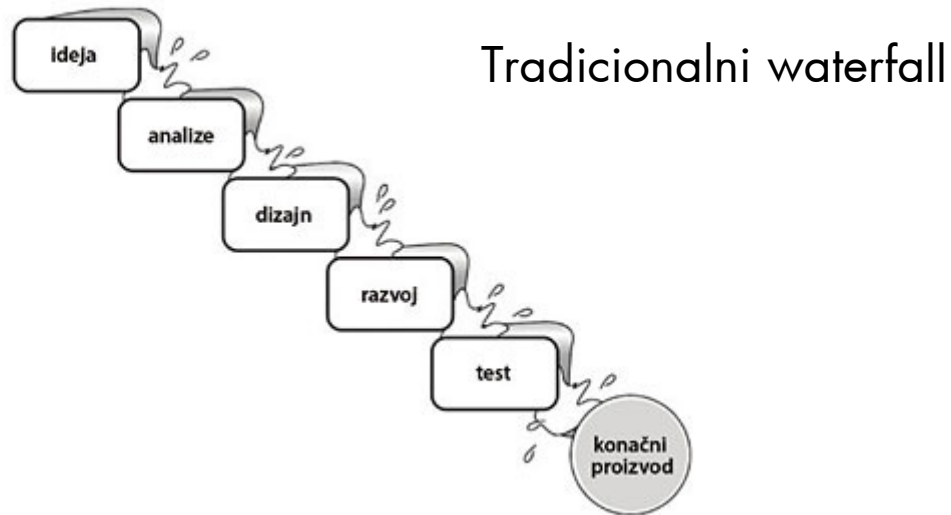 Tradicionalni waterfall
ideja
analize
dizajn
razvoj
test
konačni
proizvod